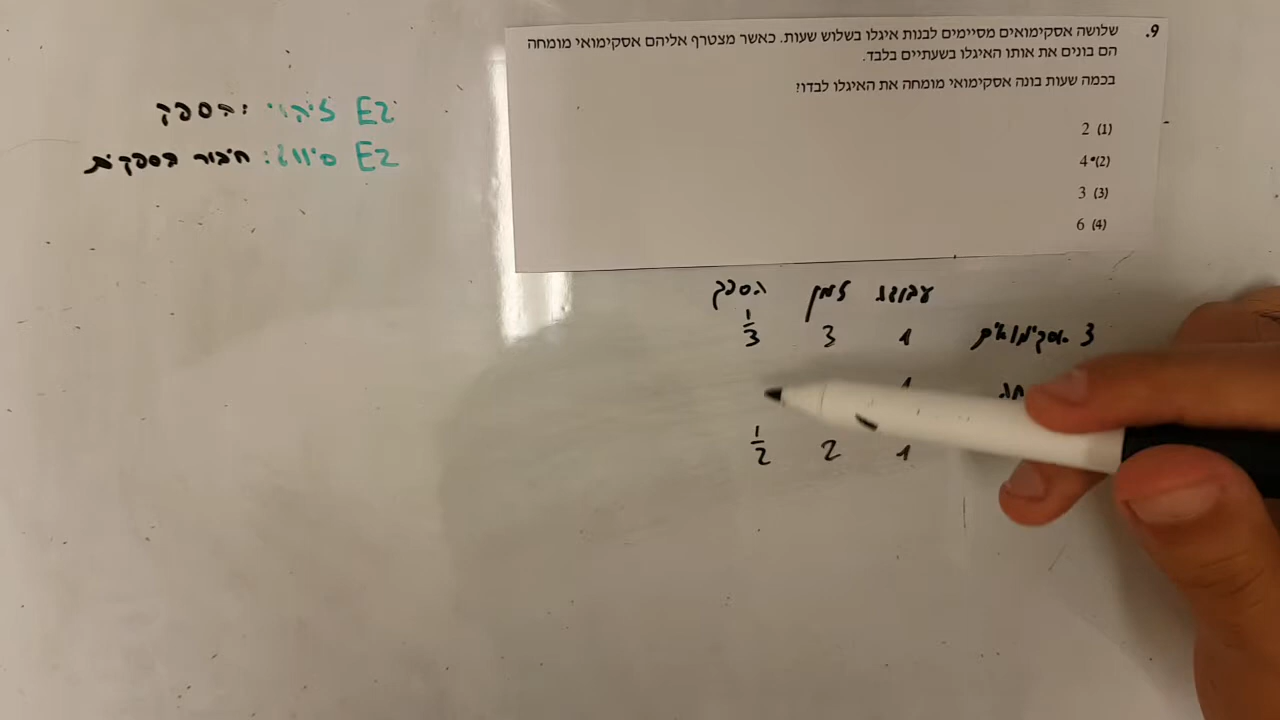 9. שלושה אסקימואים מסיימים לבנות איגלו בשלוש שעות. כאשר מצטרף אליהם אסקימואי מומחה
הם בונים את אותו האיגלו בשעתיים בלבד.
בכמה שעות בונה אסקימואי מומחה את האיגלו לבדו?
(1) 2
(2) 4
(3) 3
(4) 6
E2 זיהוי: הספק
E2 סיווג: חיבור הספקים
עבודה זמן הספק
3 אסקימואים 1 3 1/3
1
1 2 1/2